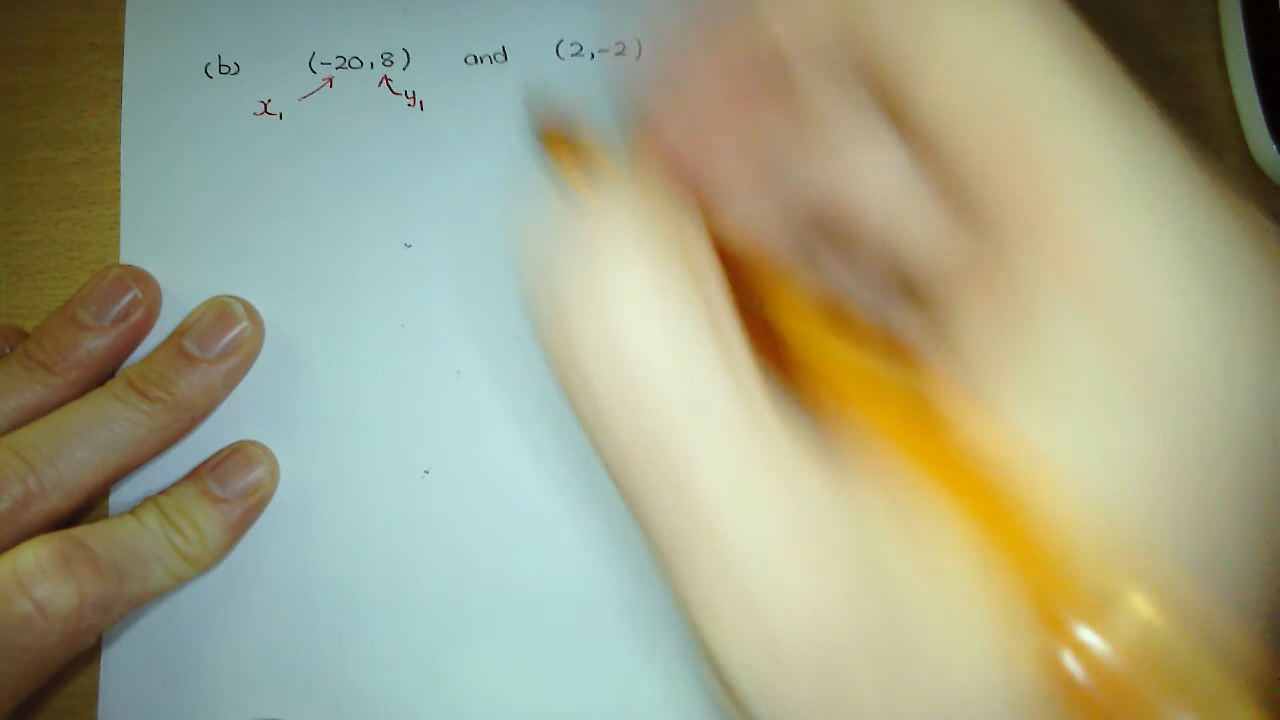 (b) (-20,8) and (2,-2)
x₁ y₁